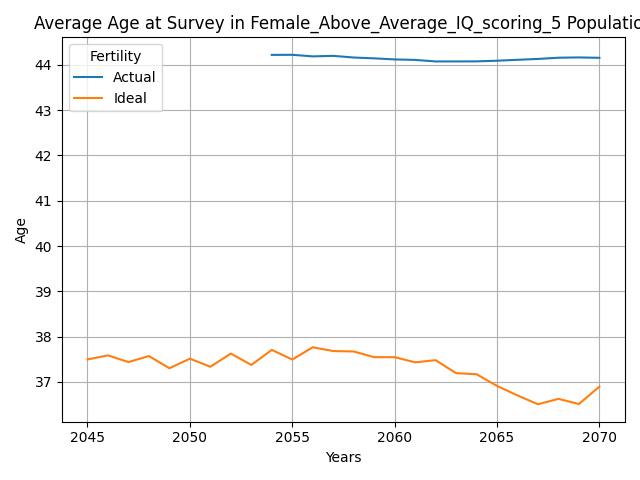 Average Age at Survey in Female_Above_Average_IQ_scoring_5 Populatio
Fertility
Actual
Ideal
Age
44
43
42
41
40
39
38
37
2045
2050
2055
2060
2065
2070
Years